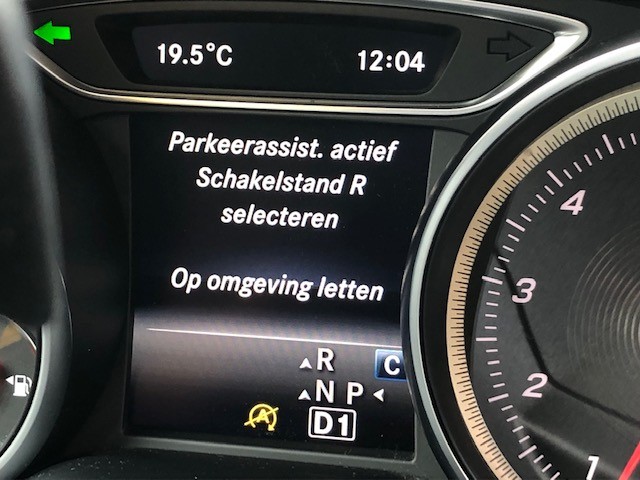 19.5°C 12:04
Parkeerassist. actief
Schakelstand R
selecteren
Op omgeving letten
R C
N P
A D1
4
3
2
1